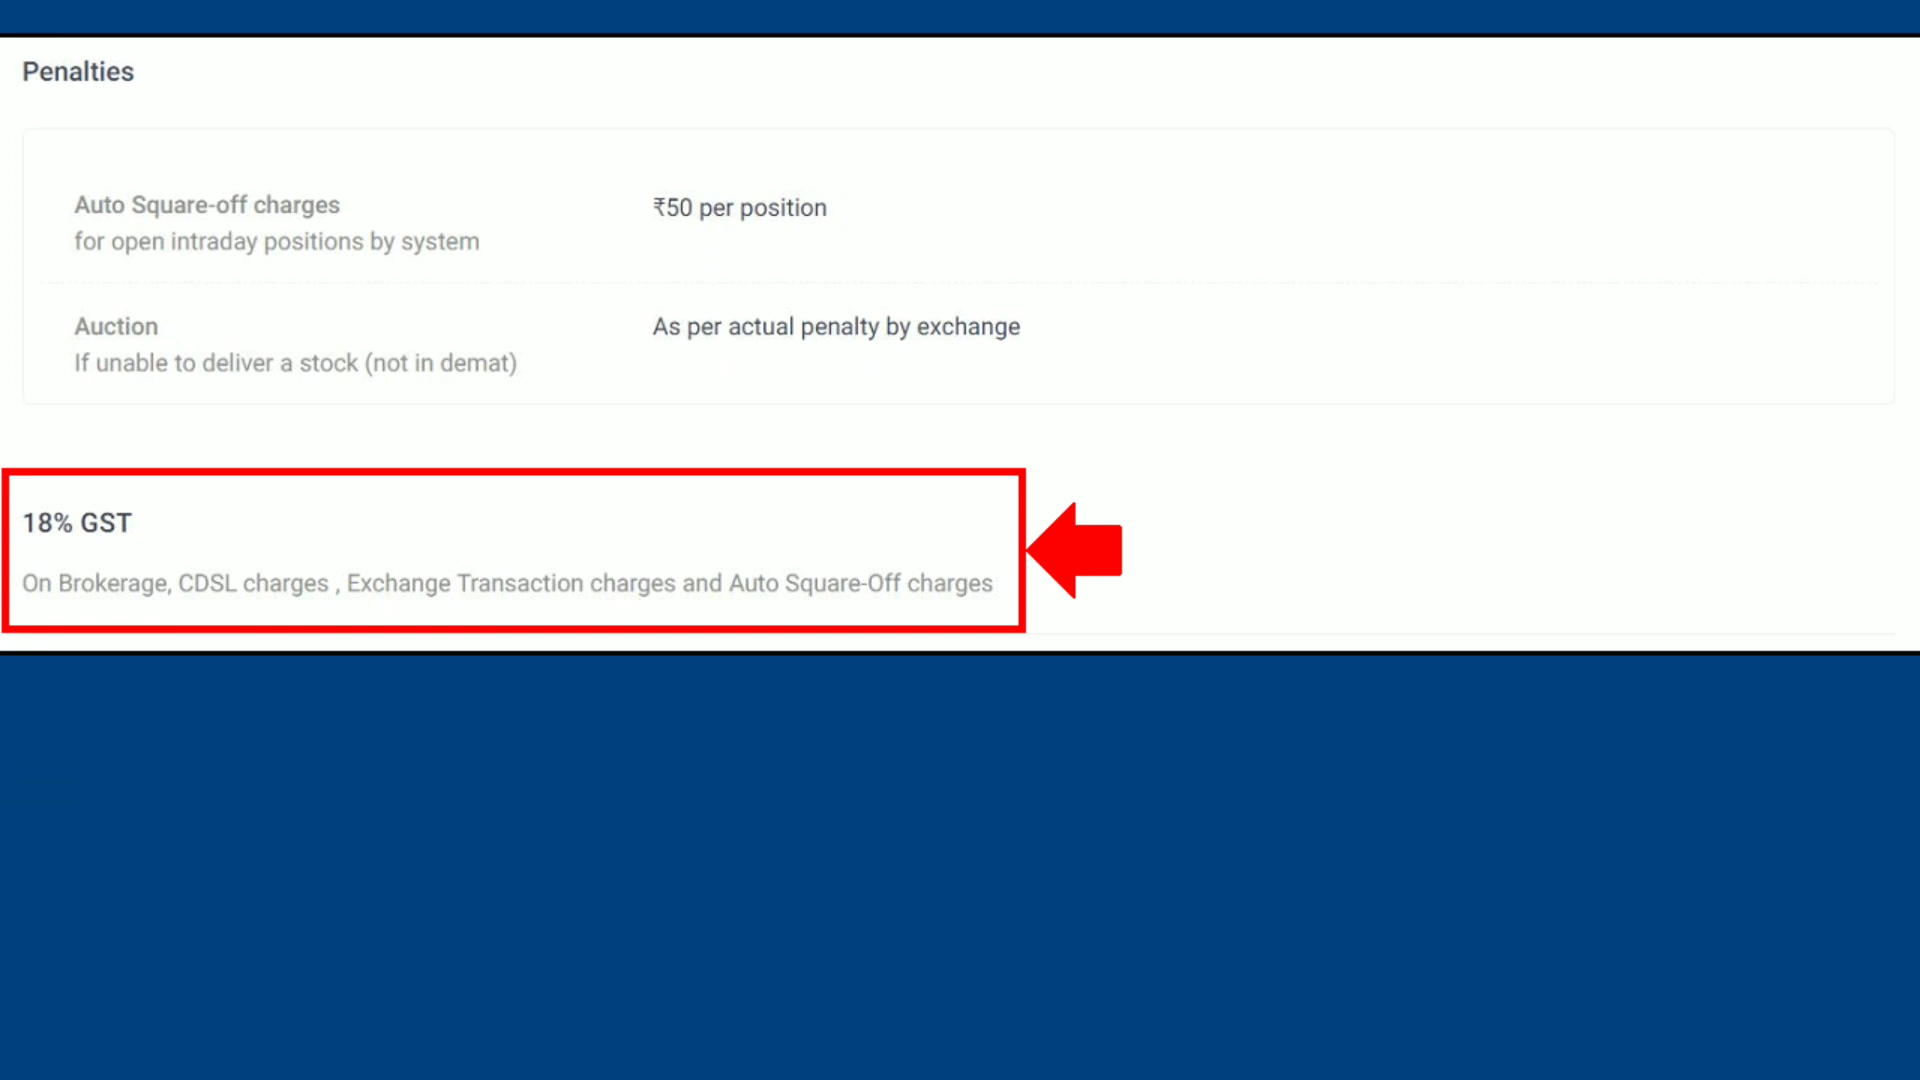 Penalties
Auto Square-off charges
₹50 per position
for open intraday positions by system
Auction
As per actual penalty by exchange
If unable to deliver a stock (not in demat)
18% GST
On Brokerage, CDSL charges , Exchange Transaction charges and Auto Square-Off charges